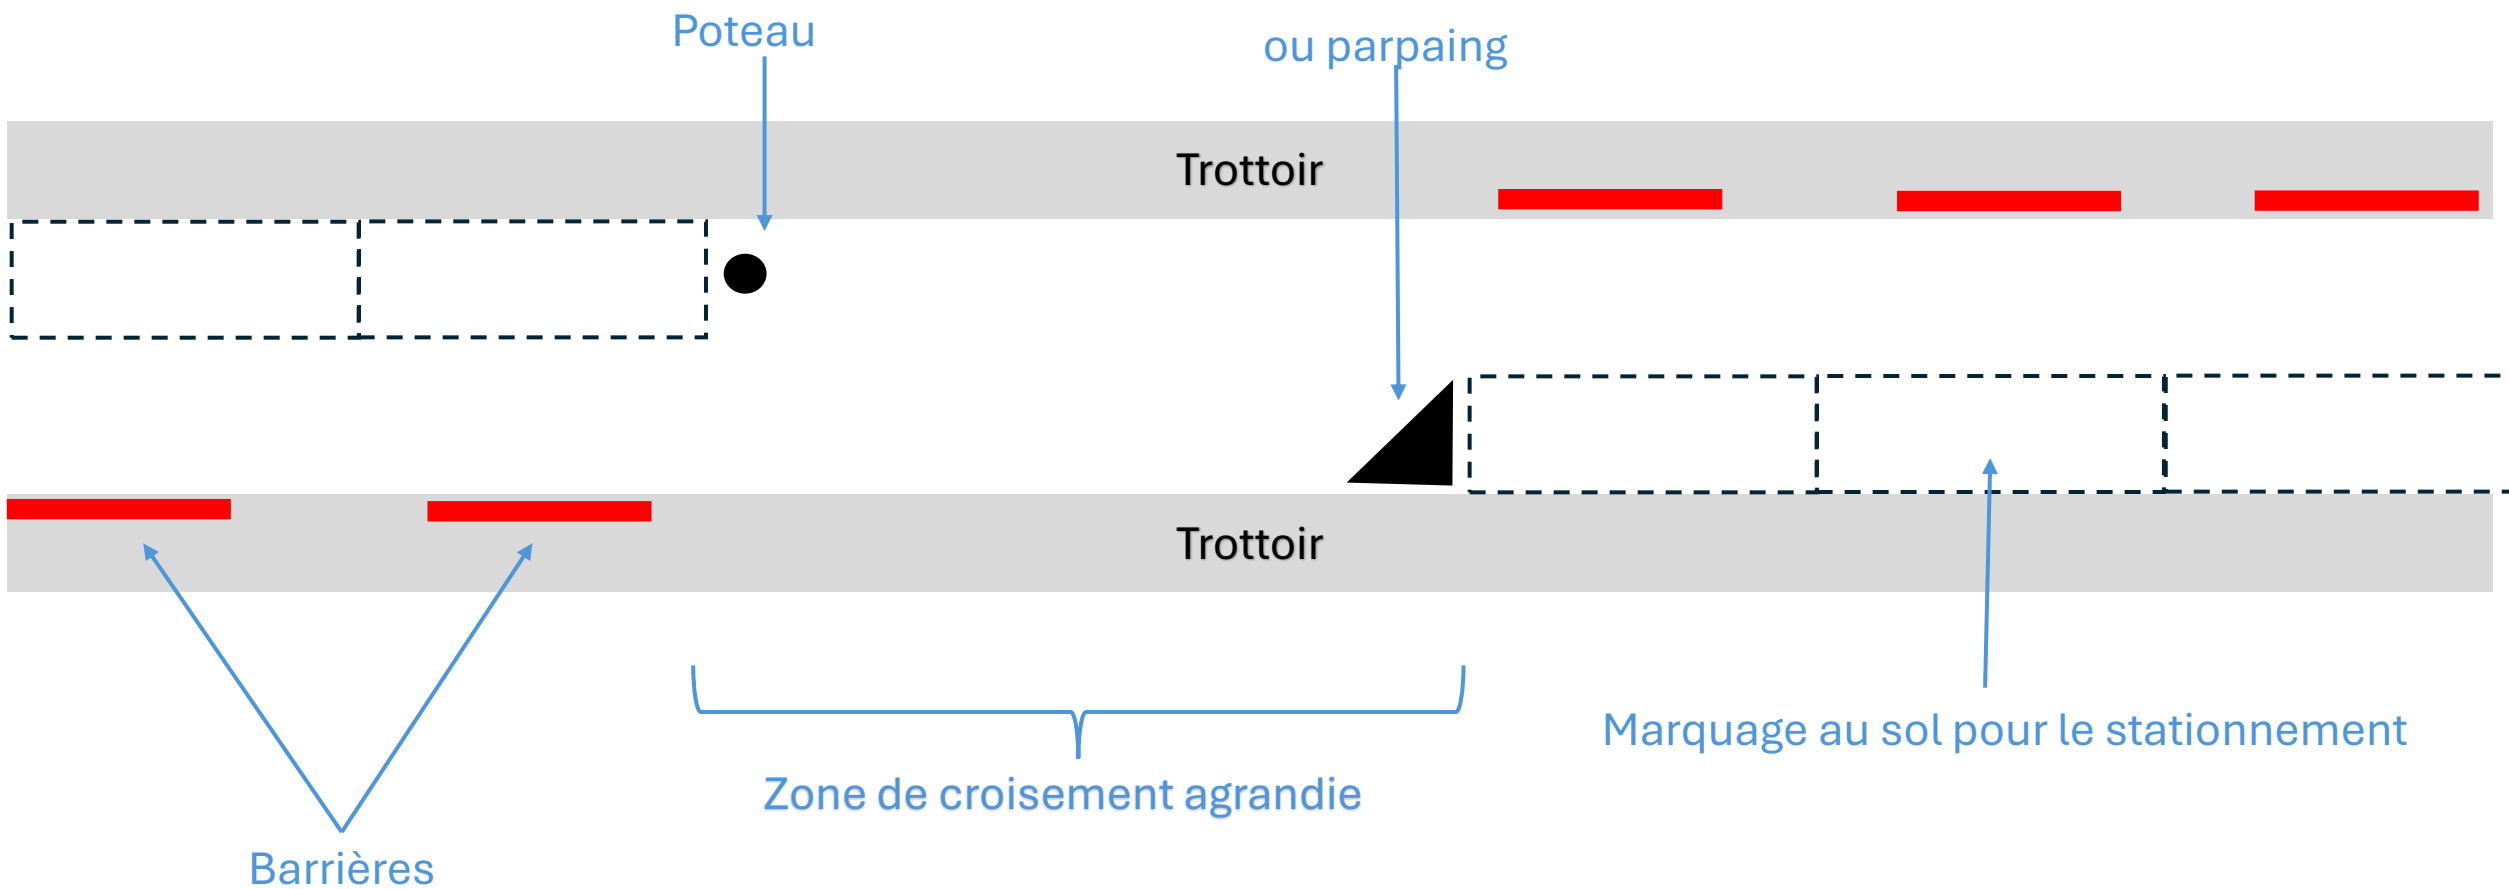 Poteau
ou parpaing
Trottoir
Trottoir
Marquage au sol pour le stationnement
Zone de croisement agrandie
Barrières